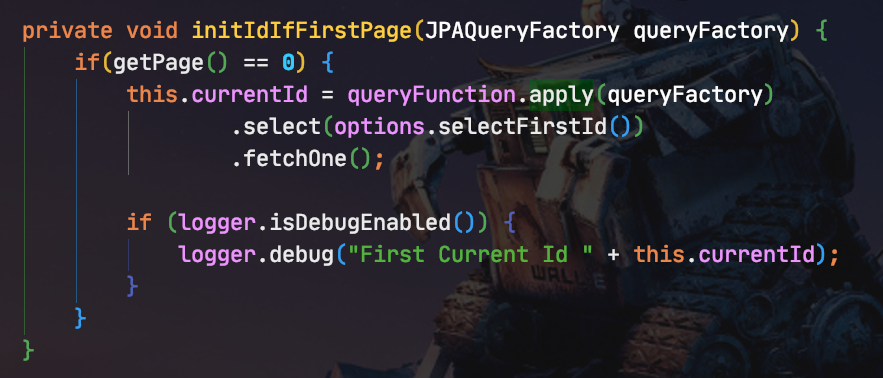 private void initIdIfFirstPage(JPAQueryFactory queryFactory) {
if(getPage() == 0) {
this.currentId = queryFunction.apply(queryFactory)
.select(options.selectFirstId())
.fetchOne();
if (logger.isDebugEnabled()) {
logger.debug("First Current Id " + this.currentId);
}
}
}
WALL